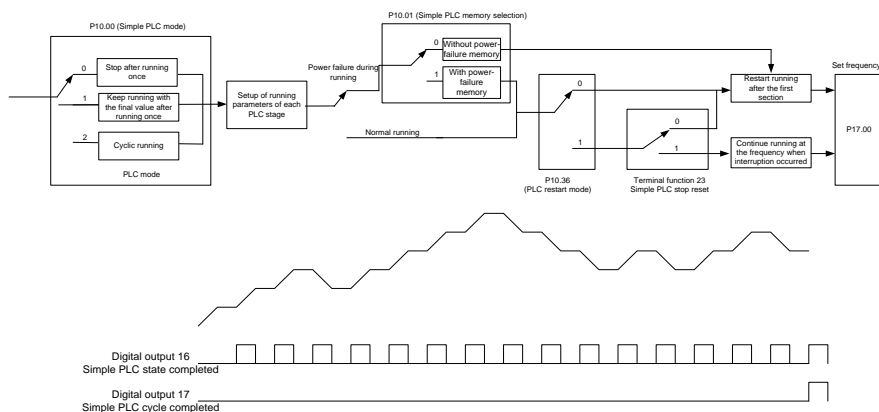 P10.00 (Simple PLC mode)
0
Stop after running
once
1
Keep running with
the final value after
running once
2
Cyclic running
PLC mode
Setup of running
parameters of each
PLC stage
Power failure during
running
P10.01 (Simple PLC memory selection)
0
Without power-
failure memory
1
With power-
failure memory
Normal running
0
1
P10.36
(PLC restart mode)
0
1
Terminal function 23
Simple PLC stop reset
Restart running
after the first
section
Continue running at
the frequency when
interruption occurred
Set frequency
P17.00
Digital output 16
Simple PLC state completed
Digital output 17
Simple PLC cycle completed